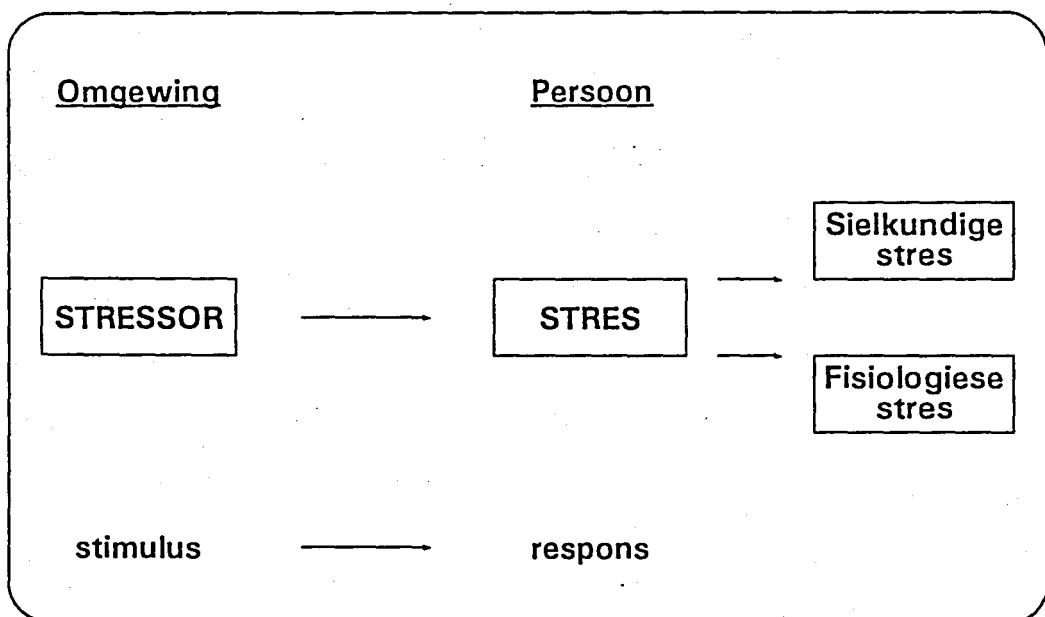 Omgewing
Persoon
Sielkundige
stres
STRESSOR
STRES
Fisiologiese
stres
stimulus
respons